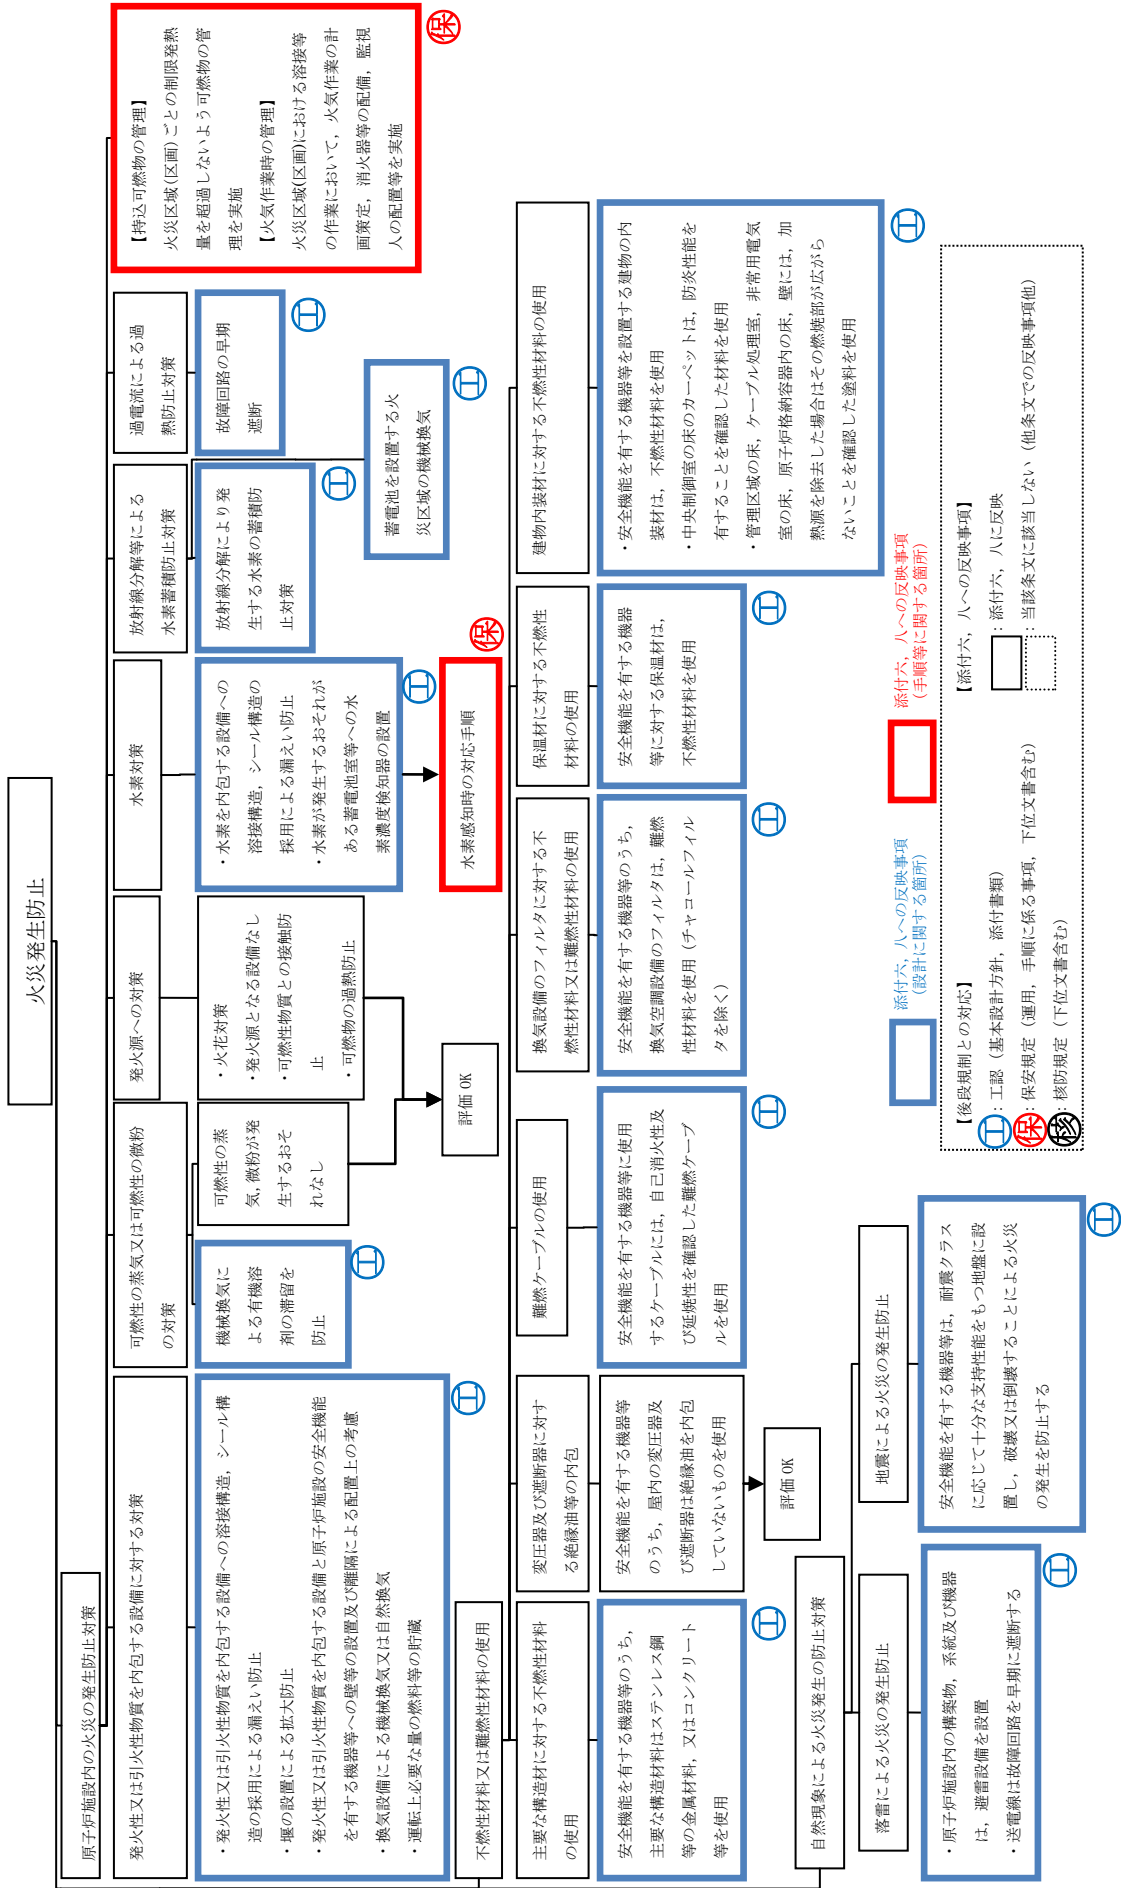 火災発生防止
原子炉施設内の火災の発生防止対策
発火性又は引火性物質を内包する設備に対する対策
・発火性又は引火性物質を内包する設備への溶接構造，シール構
造の採用による漏えい防止
・堰の設置による拡大防止
・発火性又は引火性物質を内包する設備と原子炉施設の安全機能
を有する機器等への壁等の設置及び離隔による配置上の考慮
・換気設備による機械換気又は自然換気
・運転上必要な量の燃料等の貯蔵
工
可燃性の蒸気又は可燃性の微粉
の対策
機械換気に
よる有機溶
剤の滞留を
防止
工
可燃性の蒸
気,微粉が発
生するおそ
れなし
発火源への対策
・火花対策
・発火源となる設備なし
・可燃性物質との接触防
止
・可燃物の過熱防止
評価 OK
水素対策
・水素を内包する設備への
溶接構造，シール構造の
採用による漏えい防止
・水素が発生するおそれが
ある蓄電池室等への水
素濃度検知器の設置
工
水素感知時の対応手順
保
放射線分解等による
水素蓄積防止対策
放射線分解により発
生する水素の蓄積防
止対策
工
蓄電池を設置する火
災区域の機械換気
工
過電流による過
熱防止対策
故障回路の早期
遮断
工
【持込可燃物の管理】
火災区域(区画)ごとの制限発熱
量を超過しないよう可燃物の管
理を実施
【火気作業時の管理】
火災区域(区画)における溶接等
の作業において，火気作業の計
画策定，消火器等の配備，監視
人の配置等を実施
保
不燃性材料又は難燃性材料の使用
主要な構造材に対する不燃性材料
の使用
安全機能を有する機器等のうち，
主要な構造材料はステンレス鋼
等の金属材料，又はコンクリート
等を使用
工
変圧器及び遮断器に対す
る絶縁油等の内包
安全機能を有する機器等
のうち，屋内の変圧器及
び遮断器は絶縁油を内包
していないものを使用
評価 OK
難燃ケーブルの使用
安全機能を有する機器等に使用
するケーブルには，自己消火性及
び延焼性を確認した難燃ケーブ
ルを使用
工
換気設備のフィルタに対する不
燃性材料又は難燃性材料の使用
安全機能を有する機器等のうち，
換気空調設備のフィルタは，難燃
性材料を使用（チャコールフィル
タを除く）
工
保温材に対する不燃性
材料の使用
安全機能を有する機器
等に対する保温材は，
不燃性材料を使用
工
建物内装材に対する不燃性材料の使用
・安全機能を有する機器等を設置する建物の内
装材は，不燃性材料を使用
・中央制御室の床のカーペットは，防炎性能を
有することを確認した材料を使用
・管理区域の床，ケーブル処理室，非常用電気
室の床，原子炉格納容器内の床，壁には，加
熱源を除去した場合はその燃焼部が広がら
ないことを確認した塗料を使用
工
自然現象による火災発生の防止対策
落雷による火災の発生防止
・原子炉施設内の構築物，系統及び機器
は，避雷設備を設置
・送電線は故障回路を早期に遮断する
工
地震による火災の発生防止
安全機能を有する機器等は，耐震クラス
に応じて十分な支持性能をもつ地盤に設
置し，破壊又は倒壊することによる火災
の発生を防止する
工
添付六，八への反映事項
（設計に関する箇所）
添付六，八への反映事項
（手順等に関する箇所）
【後段規制との対応】
工：工認（基本設計方針，添付書類）
保：保安規定（運用，手順に係る事項，下位文書含む）
核：核防規定（下位文書含む）
【添付六，八への反映事項】
：添付六，八に反映
：当該条文に該当しない（他条文での反映事項他）